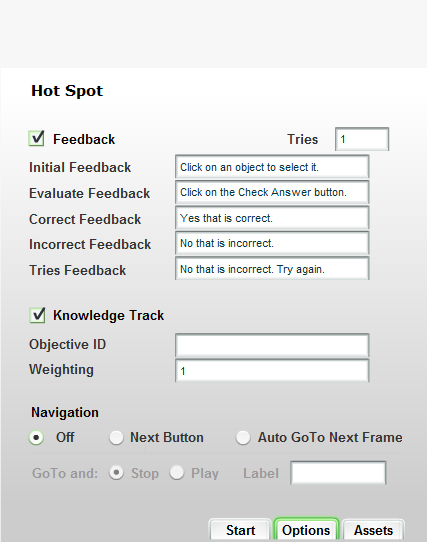 Hot Spot
Feedback Tries 1
Initial Feedback Click on an object to select it.
Evaluate Feedback Click on the Check Answer button.
Correct Feedback Yes that is correct.
Incorrect Feedback No that is incorrect.
Tries Feedback No that is incorrect. Try again.
Knowledge Track
Objective ID
Weighting 1
Navigation
Off Next Button Auto GoTo Next Frame
GoTo and: Stop Play Label
Start Options Assets